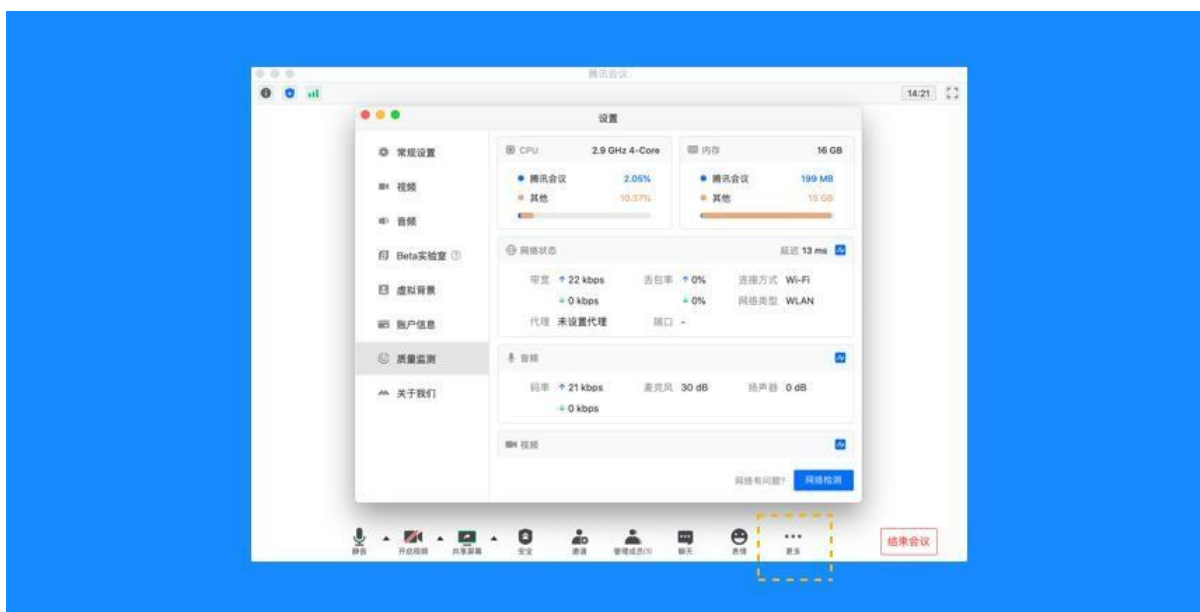 腾讯会议
14:21
设置
常规设置
视频
音频
Beta实验室
虚拟背景
账户信息
质量监测
关于我们
CPU 2.9 GHz 4-Core
腾讯会议 2.05%
其他 10.37%
内存 16 GB
腾讯会议 199 MB
其他 15 GB
网络状态 延迟 13 ms
带宽 ↑ 22 kbps 丢包率 ↑ 0% 连接方式 Wi-Fi
↓ 0 kbps ↓ 0% 网络类型 WLAN
代理 未设置代理 端口 -
音频
码率 ↑ 21 kbps 麦克风 30 dB 扬声器 0 dB
↓ 0 kbps
视频
网络有问题? 网络检测
静音 开启视频 共享屏幕 安全 邀请 管理成员(1) 聊天 表情 更多 结束会议